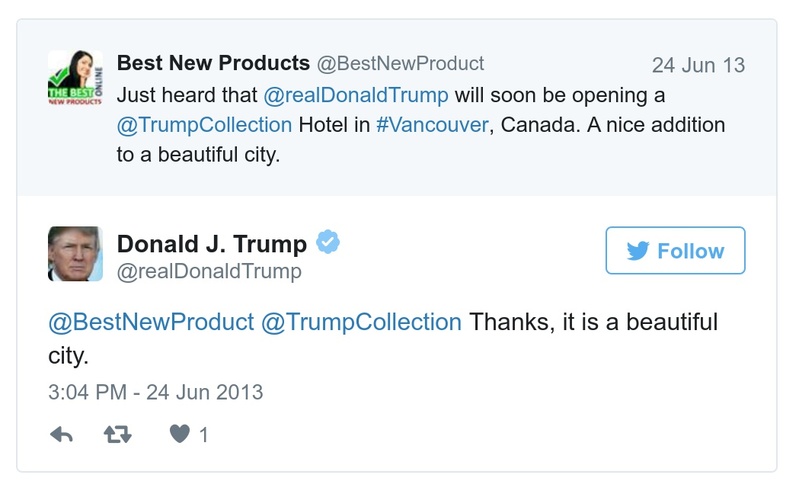 Best New Products @BestNewProduct 24 Jun 13
Just heard that @realDonaldTrump will soon be opening a
@TrumpCollection Hotel in #Vancouver, Canada. A nice addition
to a beautiful city.
THE BEST
ONLINE
NEW PRODUCTS
Donald J. Trump
@realDonaldTrump
Follow
@BestNewProduct @TrumpCollection Thanks, it is a beautiful
city.
3:04 PM - 24 Jun 2013
1